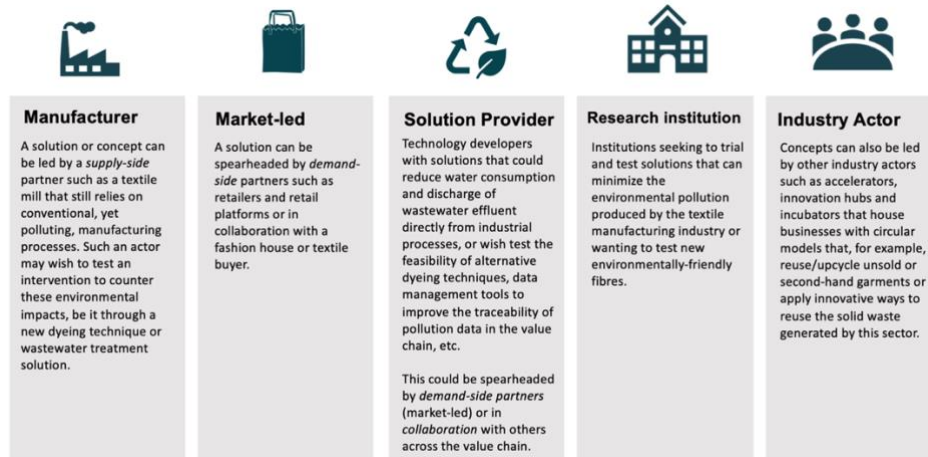 Manufacturer
A solution or concept can
be led by a supply-side
partner such as a textile
mill that still relies on
conventional, yet
polluting, manufacturing
processes. Such an actor
may wish to test an
intervention to counter
these environmental
impacts, be it through a
new dyeing technique or
wastewater treatment
solution.
Market-led
A solution can be
spearheaded by demand-
side partners such as
retailers and retail
platforms or in
collaboration with a
fashion house or textile
buyer.
Solution Provider
Technology developers
with solutions that could
reduce water consumption
and discharge of
wastewater effluent
directly from industrial
processes, or wish test the
feasibility of alternative
dyeing techniques, data
management tools to
improve the traceability of
pollution data in the value
chain, etc.
This could be spearheaded
by demand-side partners
(market-led) or in
collaboration with others
across the value chain.
Research institution
Institutions seeking to trial
and test solutions that can
minimize the
environmental pollution
produced by the textile
manufacturing industry or
wanting to test new
environmentally-friendly
fibres.
Industry Actor
Concepts can also be led
by other industry actors
such as accelerators,
innovation hubs and
incubators that house
businesses with circular
models that, for example,
reuse/upcycle unsold or
second-hand garments or
apply innovative ways to
reuse the solid waste
generated by this sector.